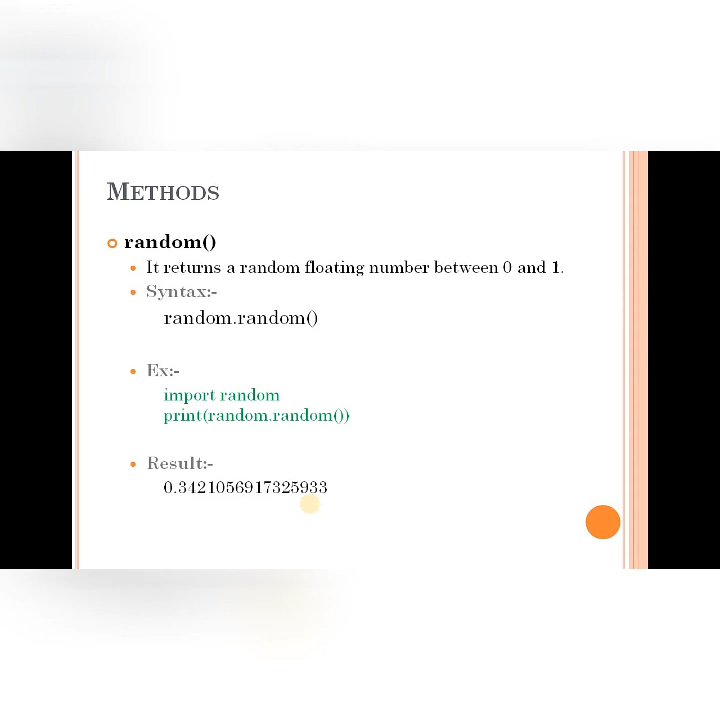 METHODS
random()
It returns a random floating number between 0 and 1.
Syntax:-
random.random()
Ex:-
import random
print(random.random())
Result:-
0.3421056917325933